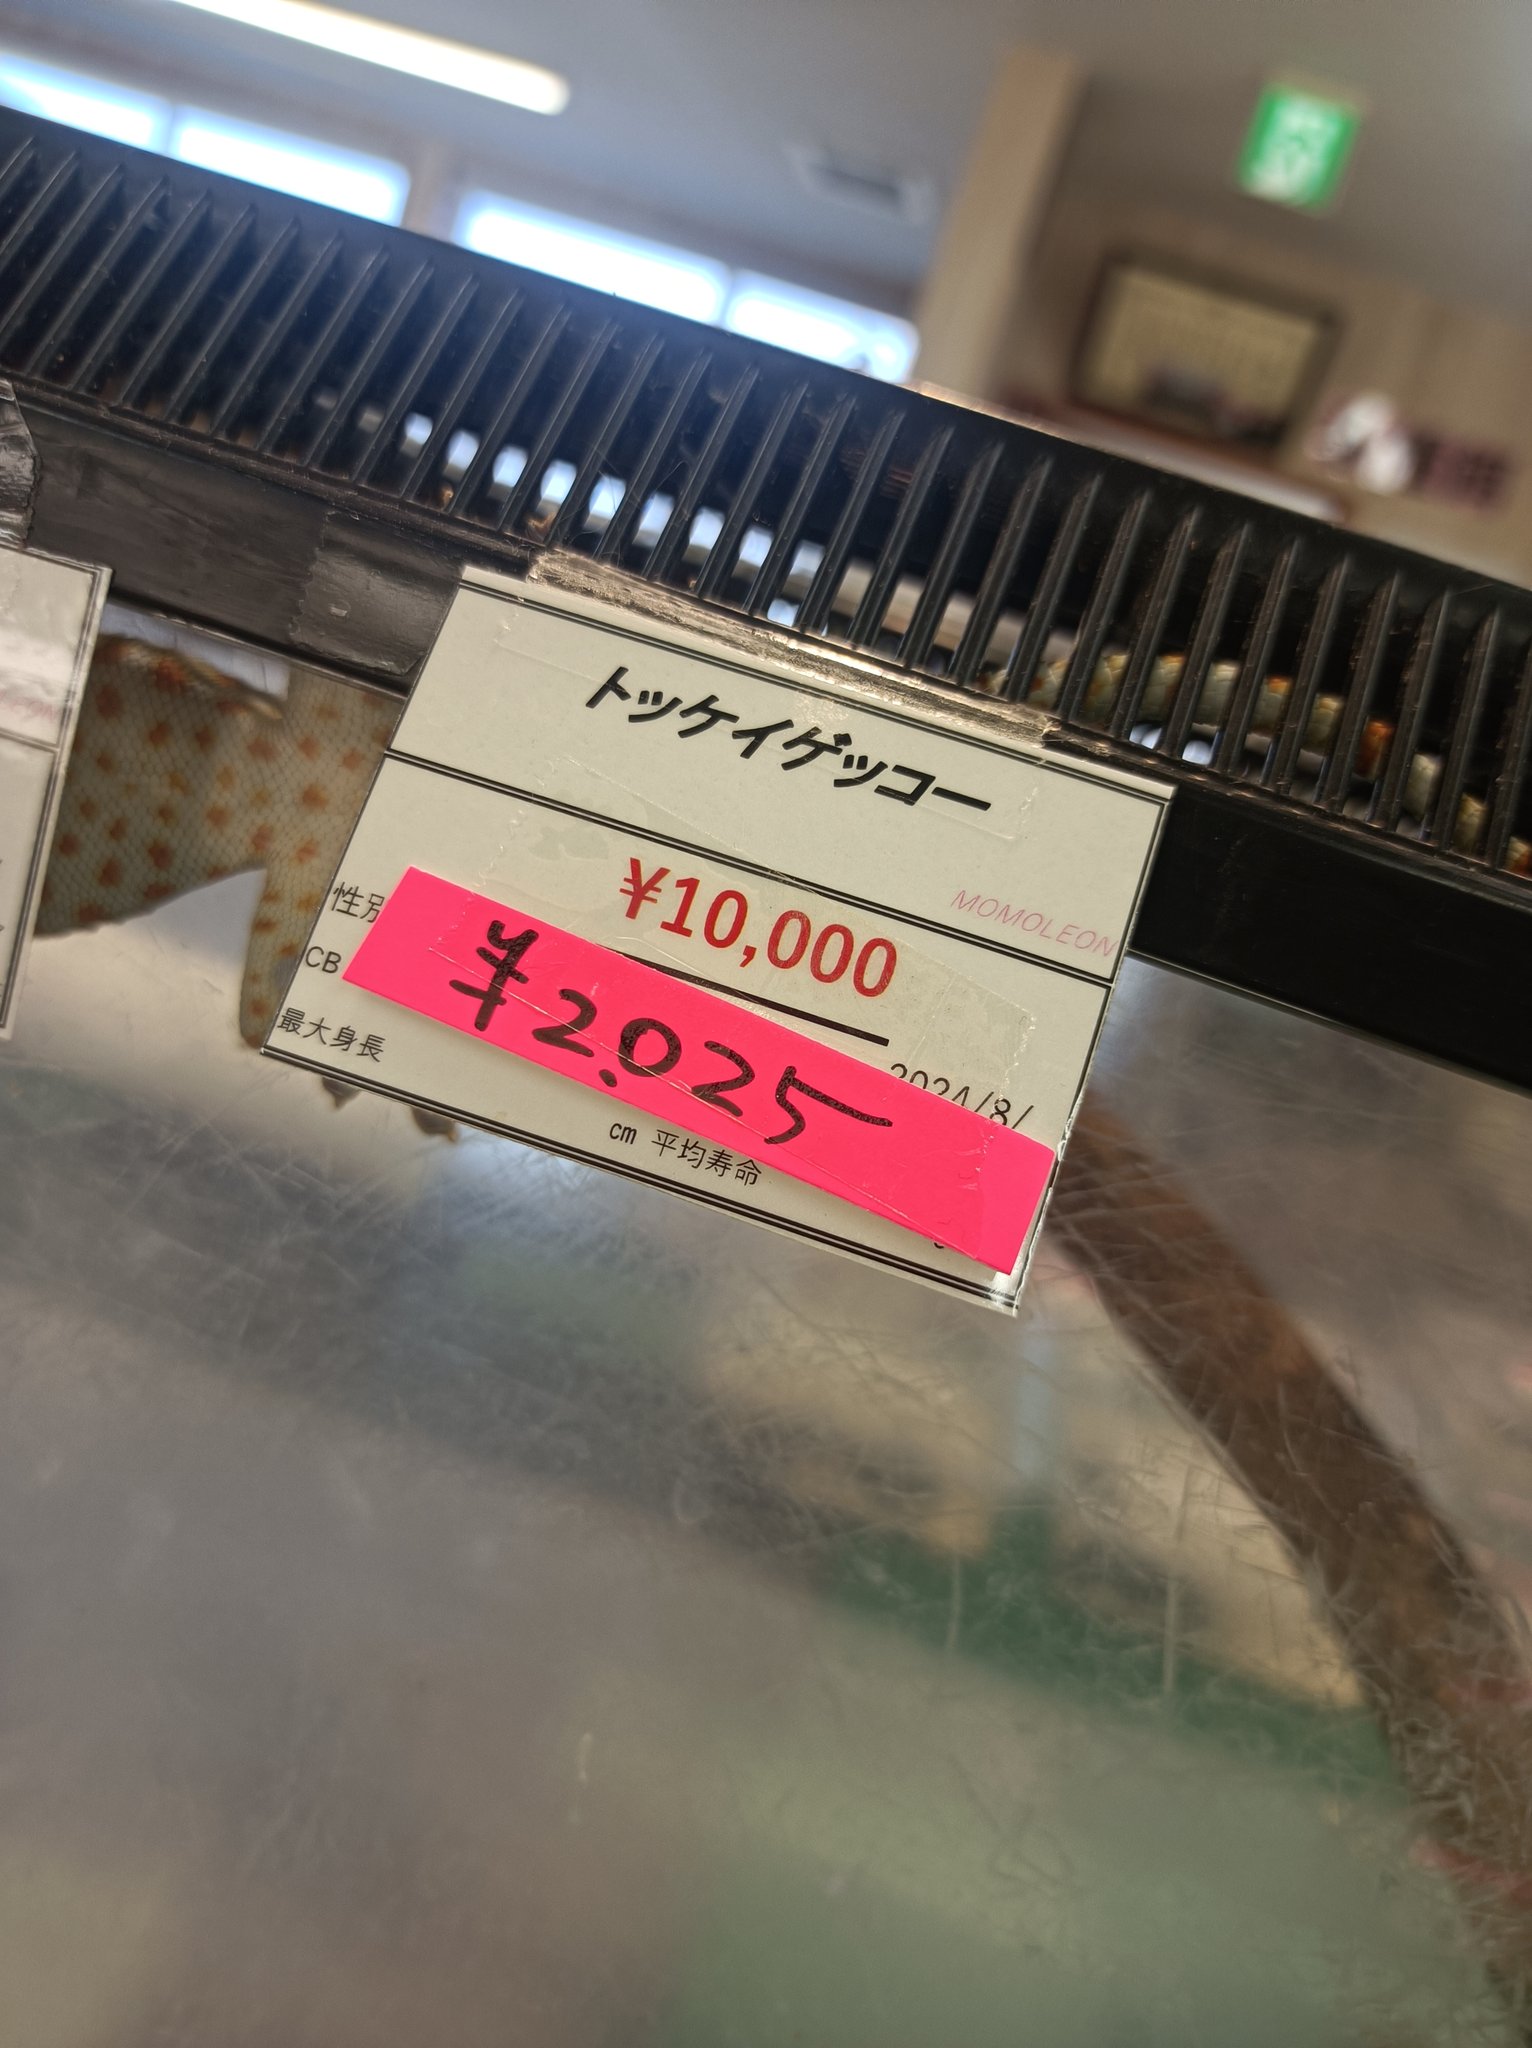 トッケイゲッコー
MOMOLEON
¥10,000
¥2,025
性別
CB
2024/8/
最大身長
cm 平均寿命